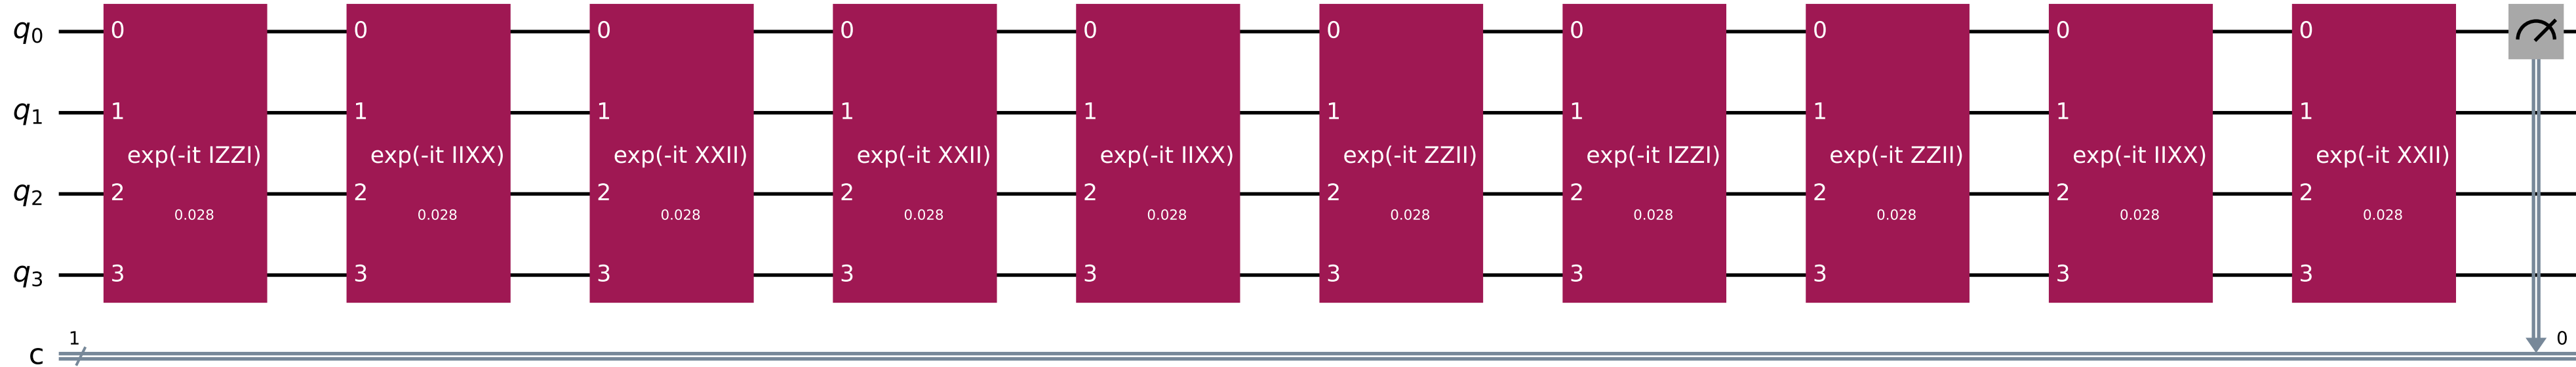 q0 0 0 0 0 0 0 0 0 0 0
q1 1 1 1 1 1 1 1 1 1 1
exp(-it IZZI) exp(-it IIXX) exp(-it XXII) exp(-it XXII) exp(-it IIXX) exp(-it ZZII) exp(-it IZZI) exp(-it ZZII) exp(-it IIXX) exp(-it XXII)
q2 2 2 2 2 2 2 2 2 2 2
0.028 0.028 0.028 0.028 0.028 0.028 0.028 0.028 0.028 0.028
q3 3 3 3 3 3 3 3 3 3 3
1 0
c